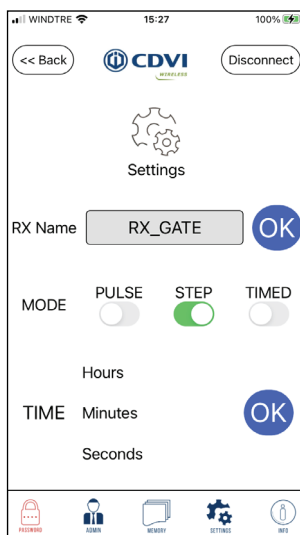 WINDTRE 15:27 100%
<< Back CDVI WIRELESS Disconnect
Settings
RX Name RX_GATE OK
PULSE STEP TIMED
MODE
Hours
TIME Minutes OK
Seconds
PASSWORD ADMIN MEMORY SETTINGS INFO